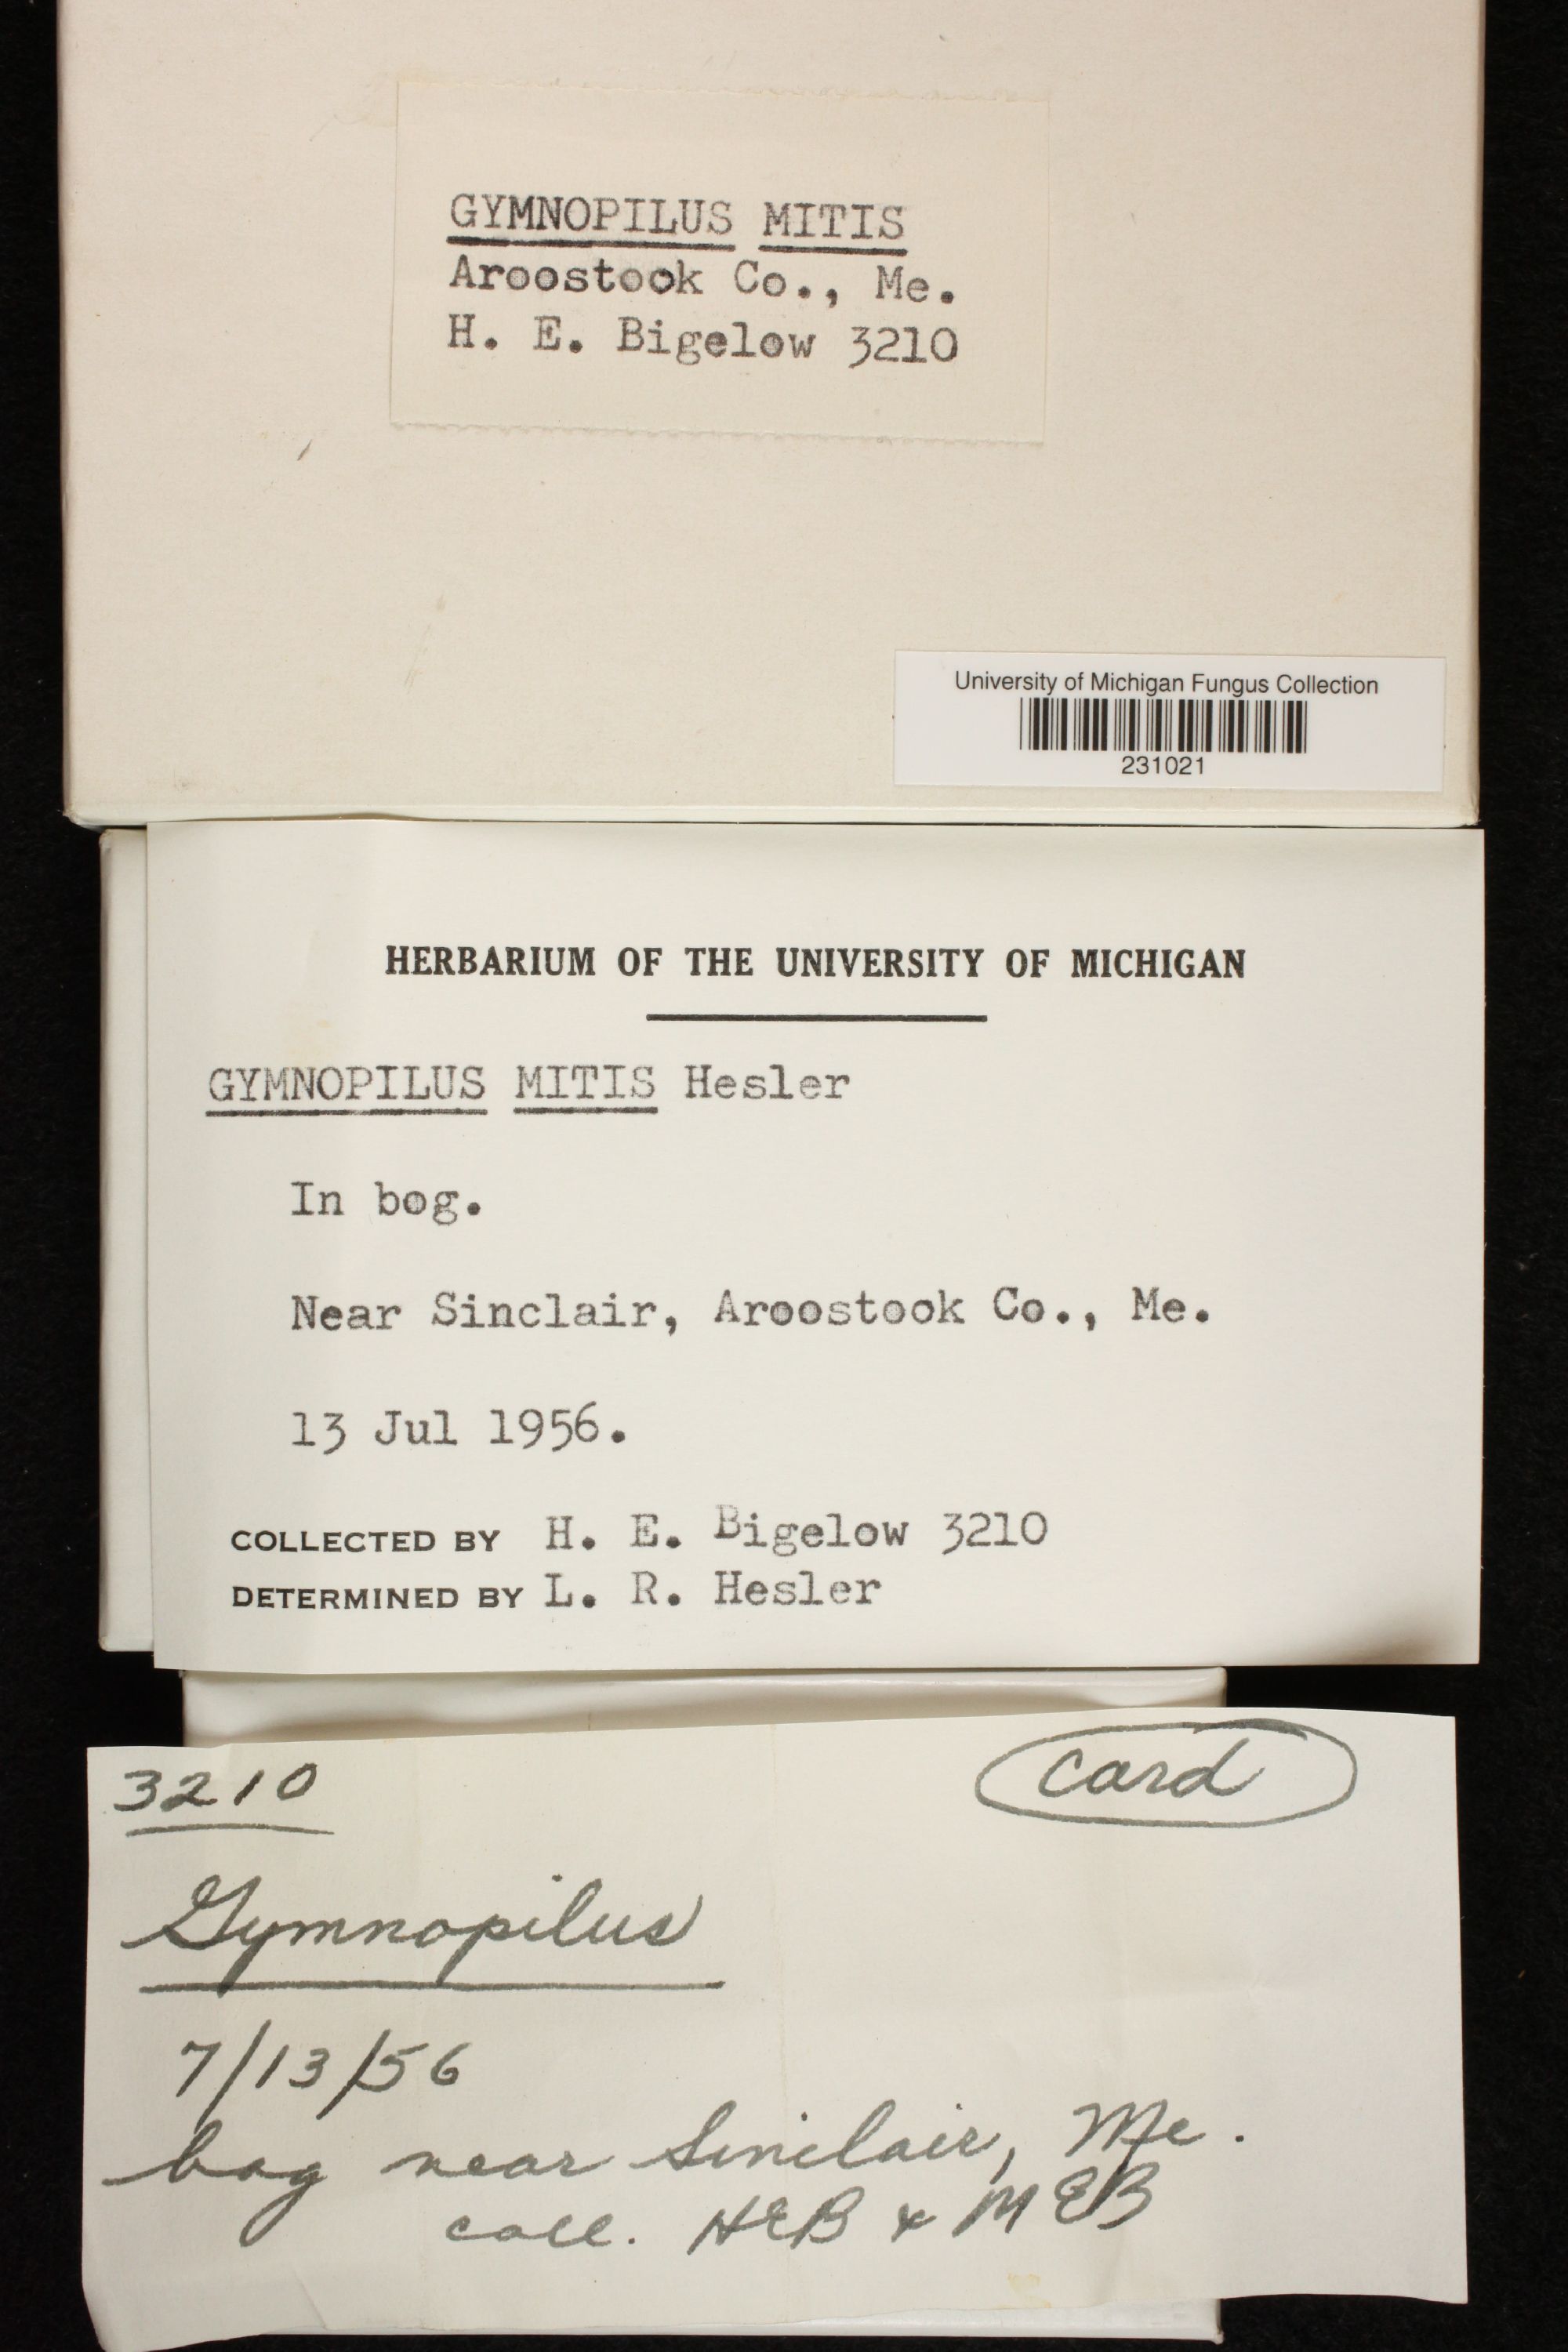 GYMNOPILUS MITIS
Aroostook Co., Me.
H. E. Bigelow 3210
University of Michigan Fungus Collection
231021
HERBARIUM OF THE UNIVERSITY OF MICHIGAN
GYMNOPILUS MITIS Hesler
In bog.
Near Sinclair, Aroostook Co., Me.
13 Jul 1956.
COLLECTED BY H. E. Bigelow 3210
DETERMINED BY L. R. Hesler
3210
card
Gymnopilus
7/13/56
bog near Sinclair, Me.
coll. HEB & MEB